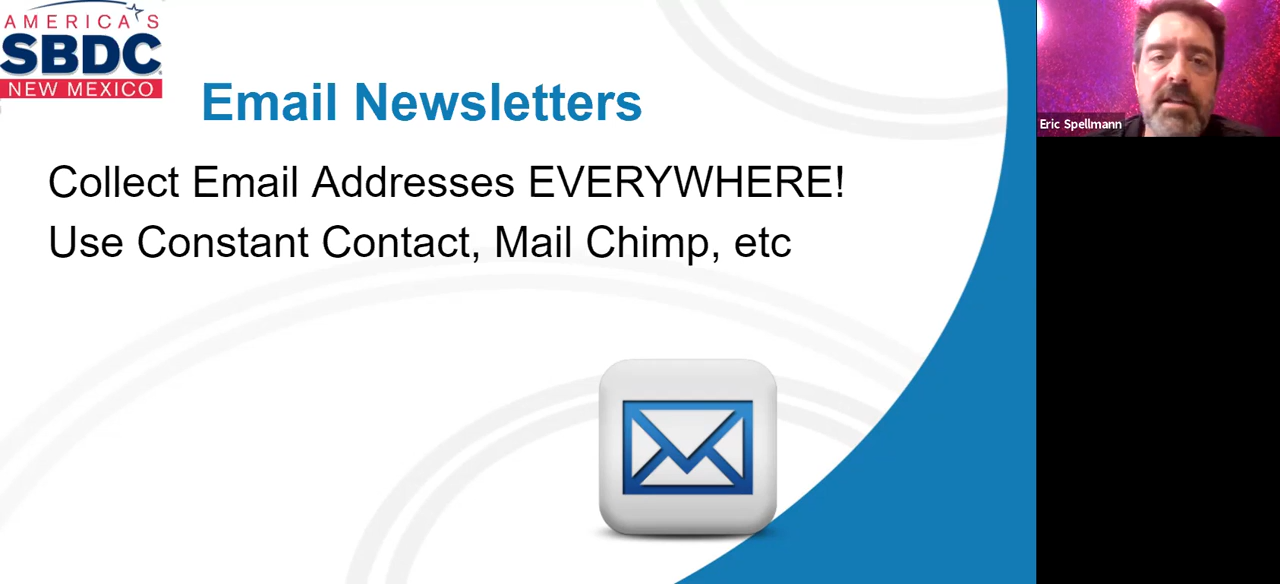 AMERICA'S
SBDC
NEW MEXICO
Email Newsletters
Collect Email Addresses EVERYWHERE!
Use Constant Contact, Mail Chimp, etc
Eric Spellmann